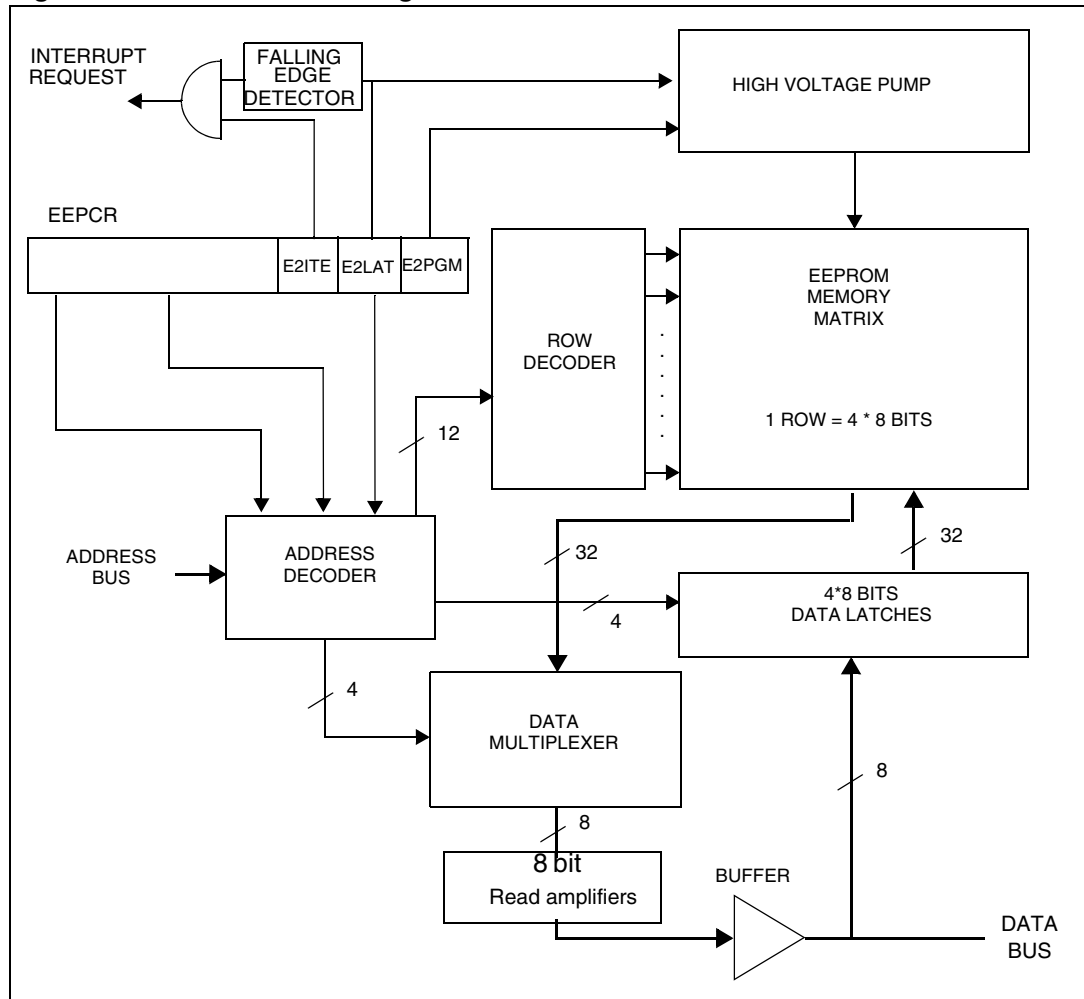 INTERRUPT
REQUEST
FALLING
EDGE
DETECTOR
HIGH VOLTAGE PUMP
EEPCR
E2ITE
E2LAT
E2PGM
ROW
DECODER
EEPROM
MEMORY
MATRIX
1 ROW = 4 * 8 BITS
12
ADDRESS
BUS
ADDRESS
DECODER
32
32
4
4*8 BITS
DATA LATCHES
4
DATA
MULTIPLEXER
8
8
8 bit
Read amplifiers
BUFFER
DATA
BUS